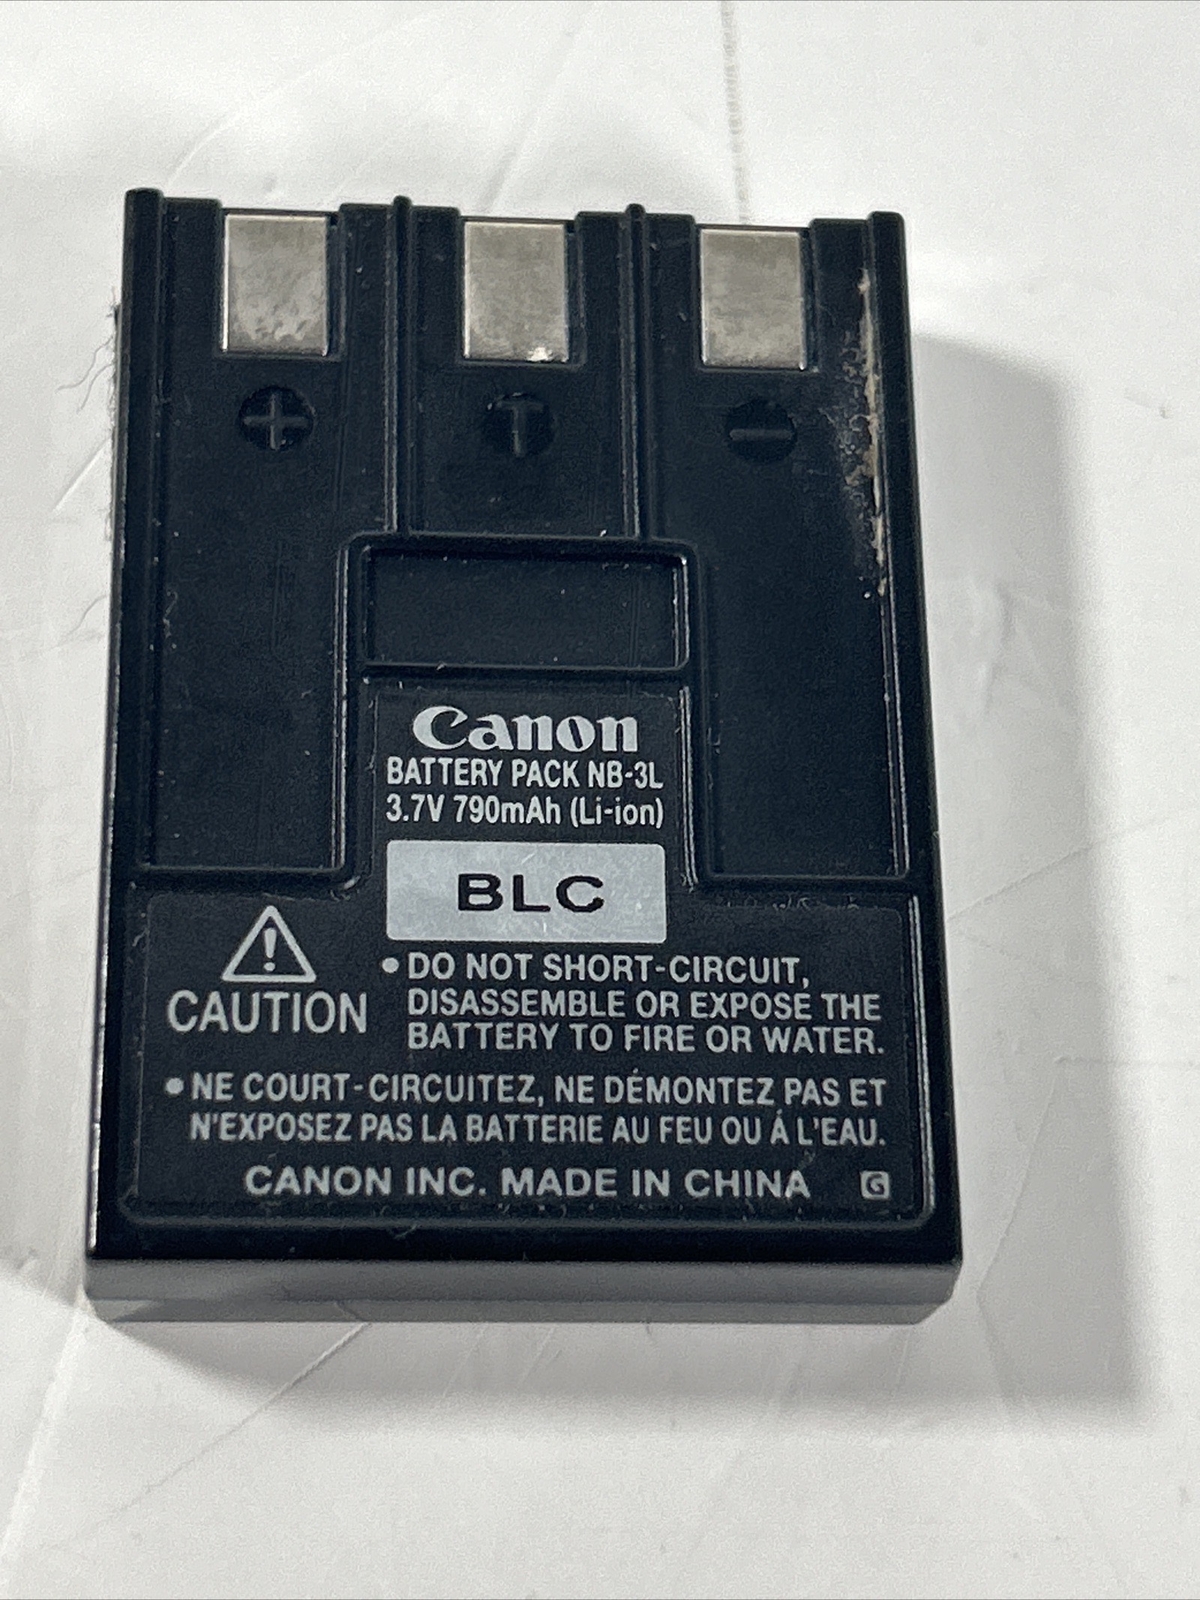 + T −
Canon
BATTERY PACK NB-3L
3.7V 790mAh (Li-ion)
BLC
CAUTION
• DO NOT SHORT-CIRCUIT,
DISASSEMBLE OR EXPOSE THE
BATTERY TO FIRE OR WATER.
• NE COURT-CIRCUITEZ, NE DÉMONTEZ PAS ET
N'EXPOSEZ PAS LA BATTERIE AU FEU OU À L'EAU.
CANON INC. MADE IN CHINA G